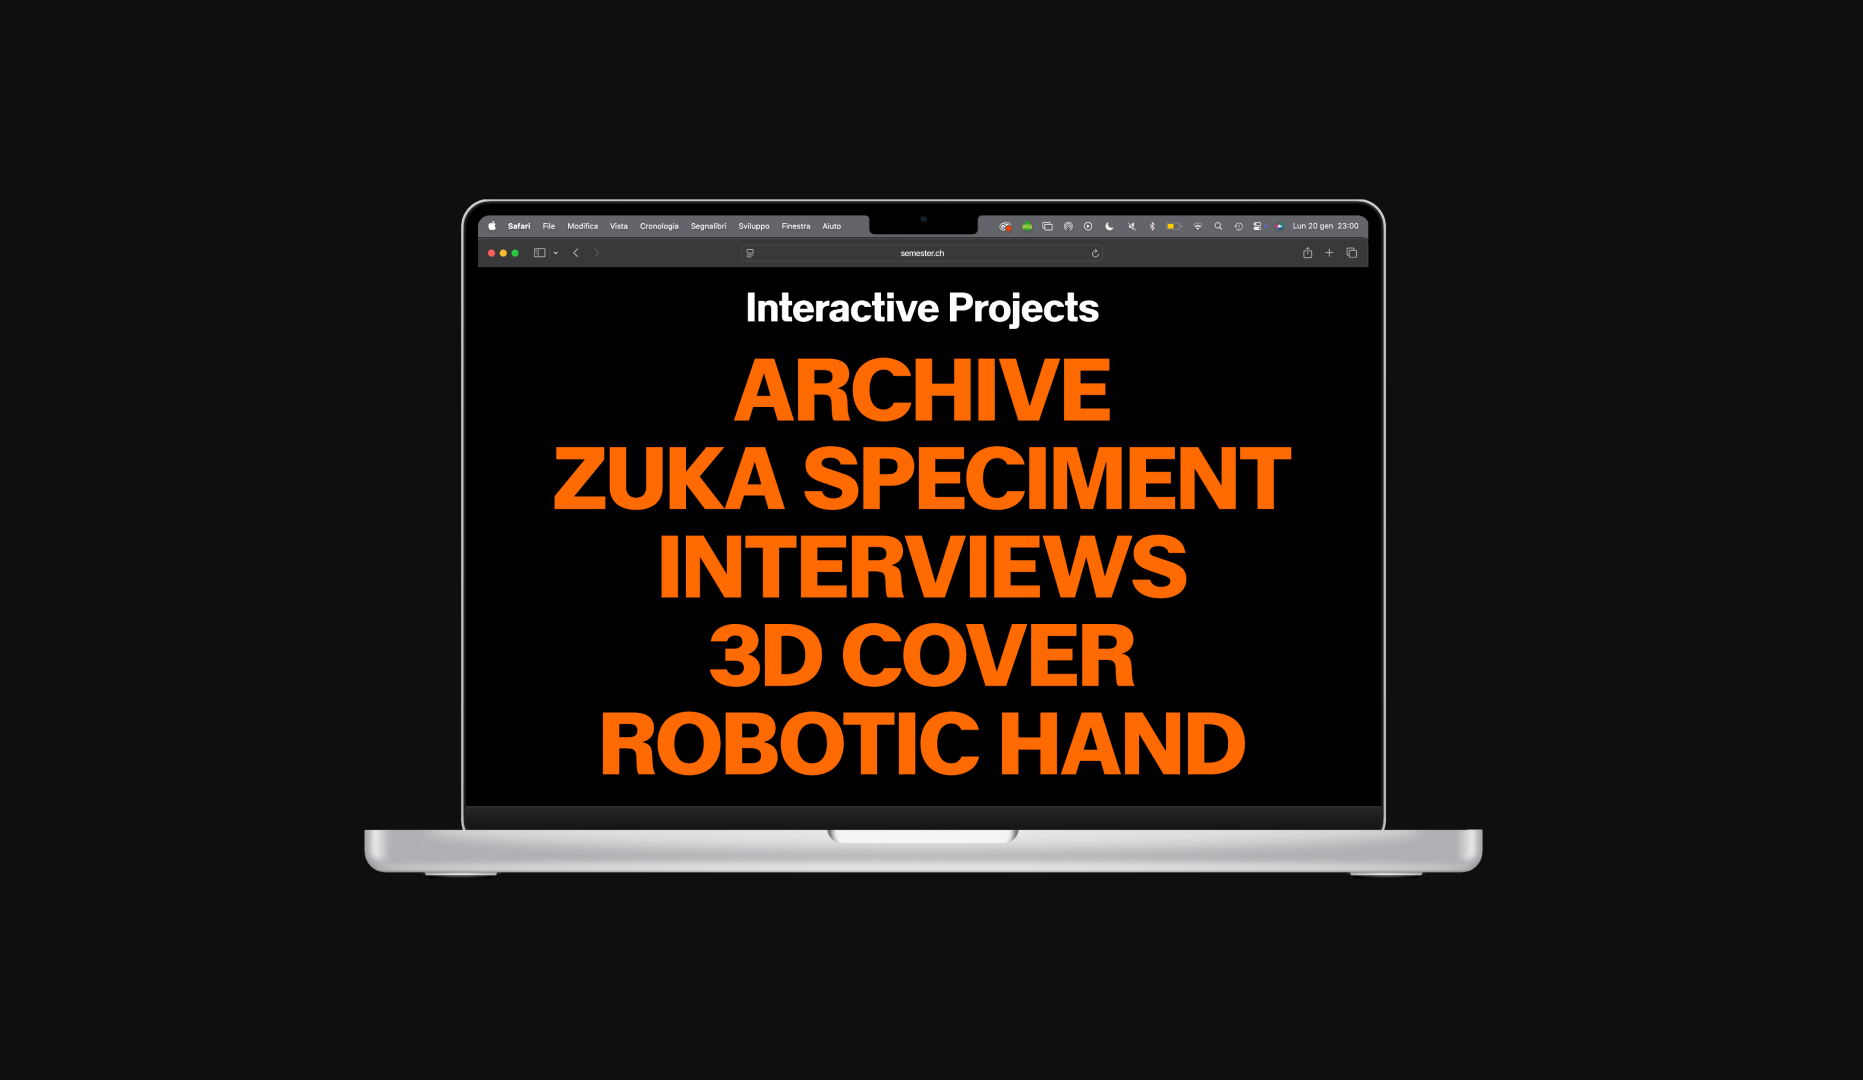 Safari File Modifica Vista Cronologia Segnalibri Sviluppo Finestra Aiuto Lun 20 gen 23:00
semester.ch
Interactive Projects
ARCHIVE
ZUKA SPECIMENT
INTERVIEWS
3D COVER
ROBOTIC HAND